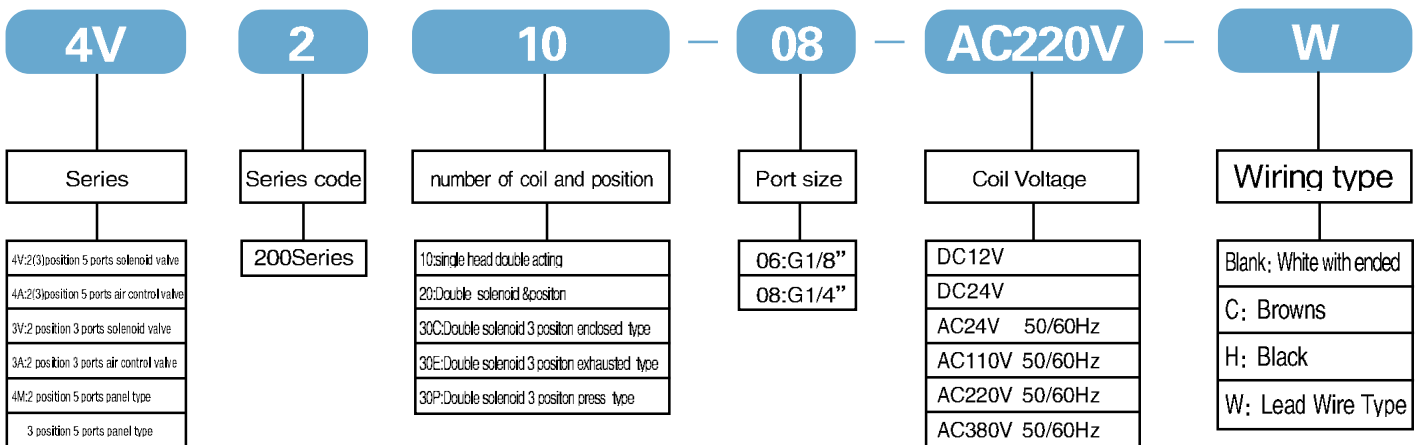 4V 2 10 — 08 — AC220V — W
Series
Series code
number of coil and position
Port size
Coil Voltage
Wiring type
4V:2(3)position 5 ports solenoid valve
4A:2(3)position 5 ports air control valve
3V:2 position 3 ports solenoid valve
3A:2 position 3 ports air control valve
4M:2 position 5 ports panel type
3 position 5 ports panel type
200Series
10:single head double acting
20:Double solenoid &positon
30C:Double solenoid 3 positon enclosed type
30E:Double solenoid 3 positon exhausted type
30P:Double solenoid 3 positon press type
06:G1/8”
08:G1/4”
DC12V
DC24V
AC24V 50/60Hz
AC110V 50/60Hz
AC220V 50/60Hz
AC380V 50/60Hz
Blank: White with ended
C: Browns
H: Black
W: Lead Wire Type